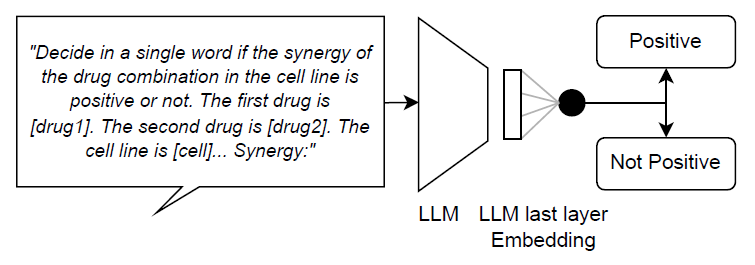 "Decide in a single word if the synergy of
the drug combination in the cell line is
positive or not. The first drug is
[drug1]. The second drug is [drug2]. The
cell line is [cell]... Synergy:"
LLM
LLM last layer
Embedding
Positive
Not Positive